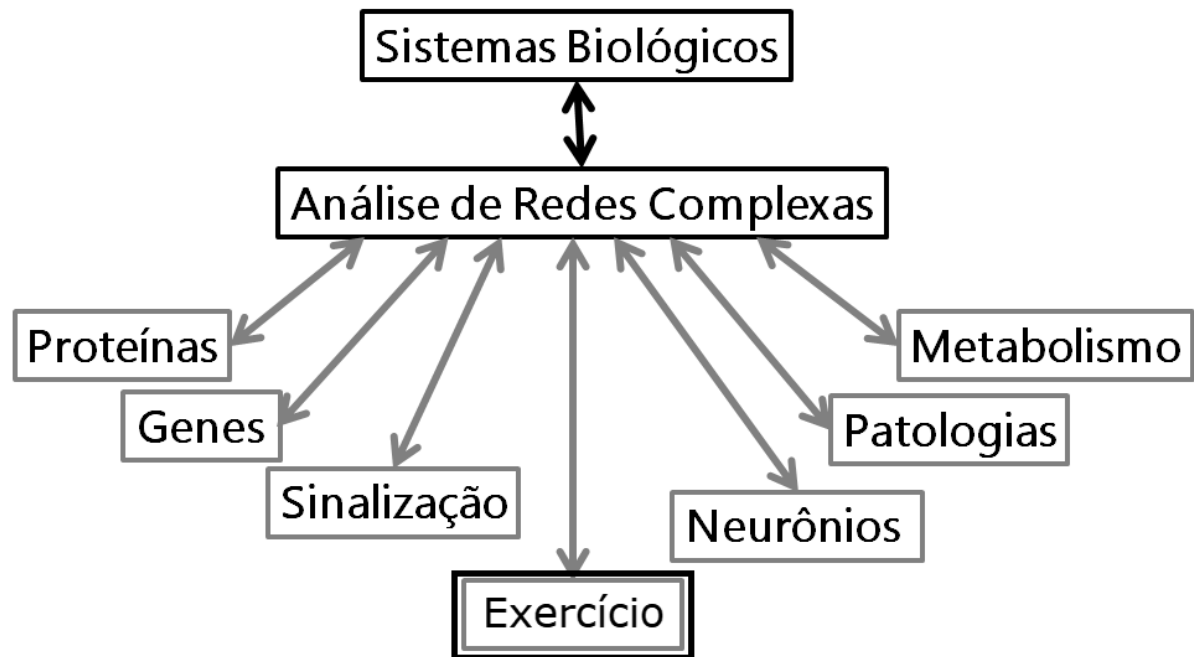 Sistemas Biológicos
Análise de Redes Complexas
Proteínas
Metabolismo
Genes
Patologias
Sinalização
Neurônios
Exercício